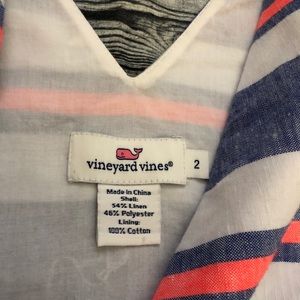 vineyard vines®
2
Made in China
Shell:
54% Linen
46% Polyester
Lining:
100% Cotton